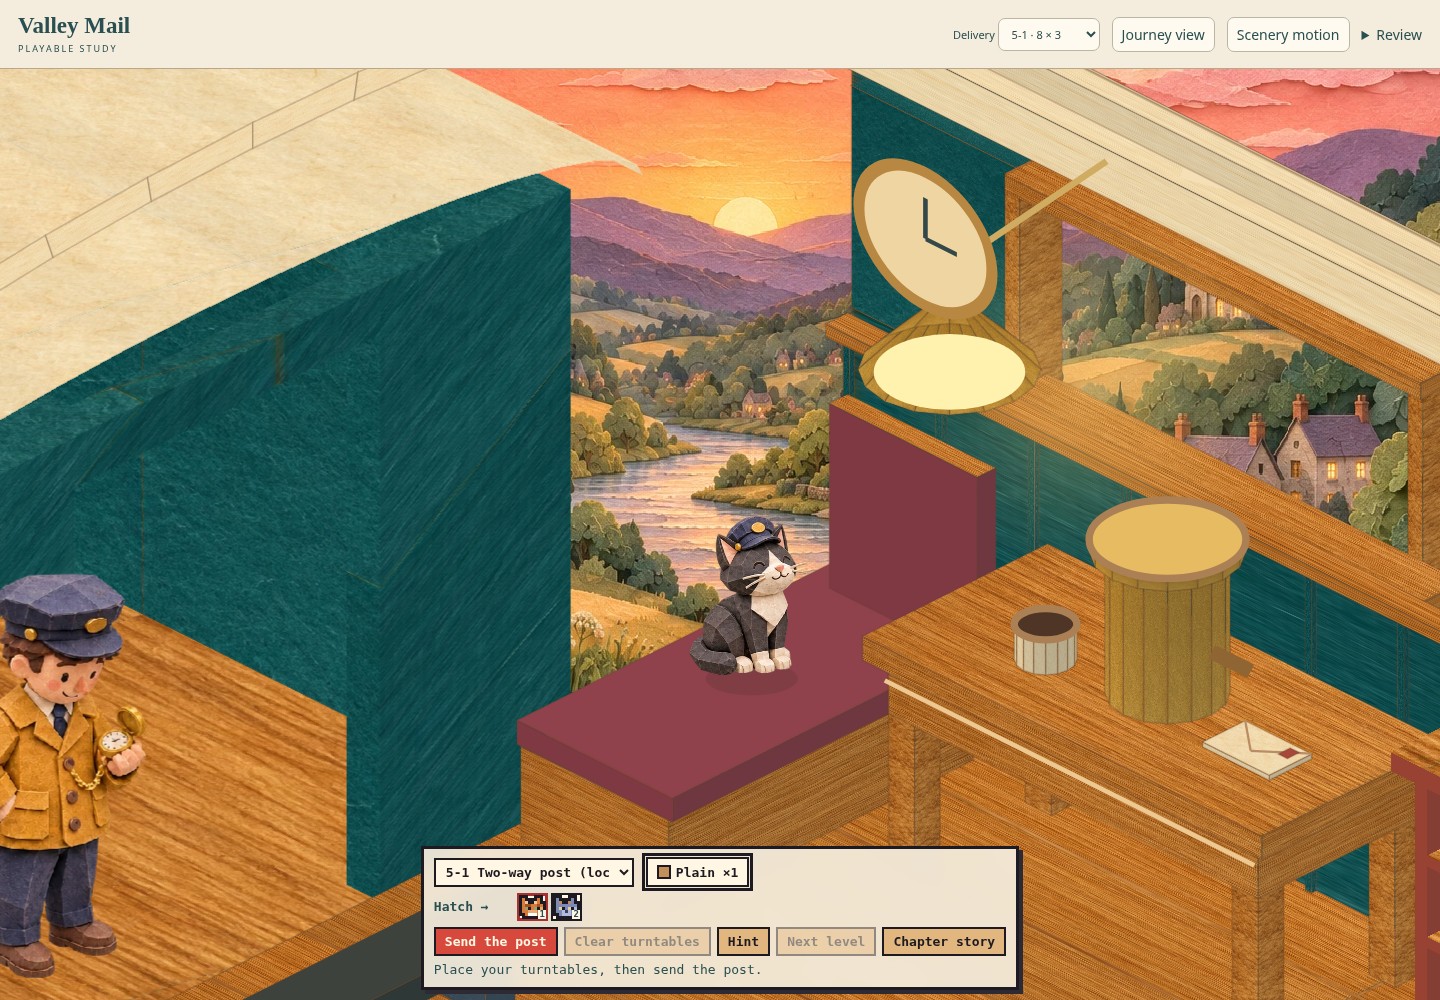 Valley Mail
PLAYABLE STUDY
Delivery 5-1 · 8 × 3 Journey view Scenery motion ▶ Review
5-1 Two-way post (loc Plain ×1
Hatch → 1 2
Send the post Clear turntables Hint Next level Chapter story
Place your turntables, then send the post.